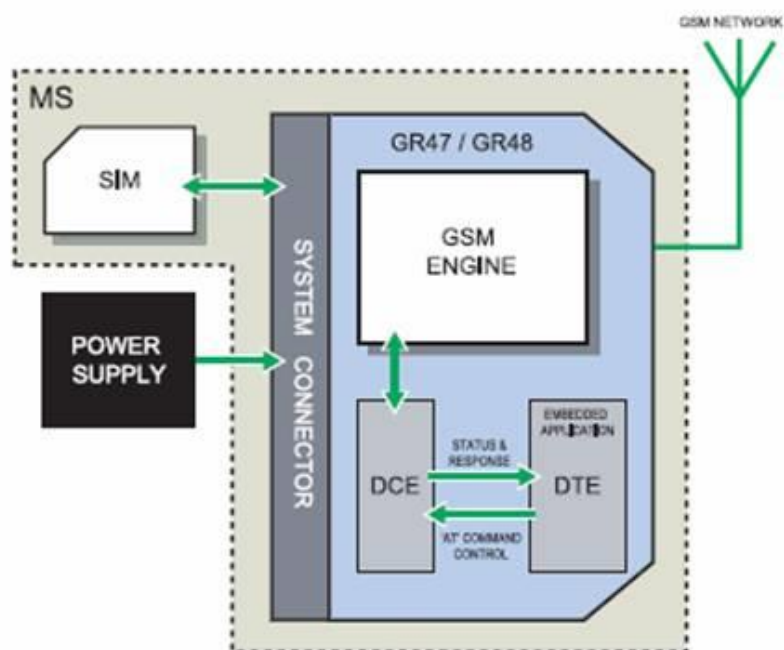 GSM NETWORK
MS
SIM
GR47 / GR48
GSM
ENGINE
SYSTEM CONNECTOR
POWER
SUPPLY
EMBEDDED
APPLICATION
STATUS &
RESPONSE
DCE
DTE
'AT' COMMAND
CONTROL